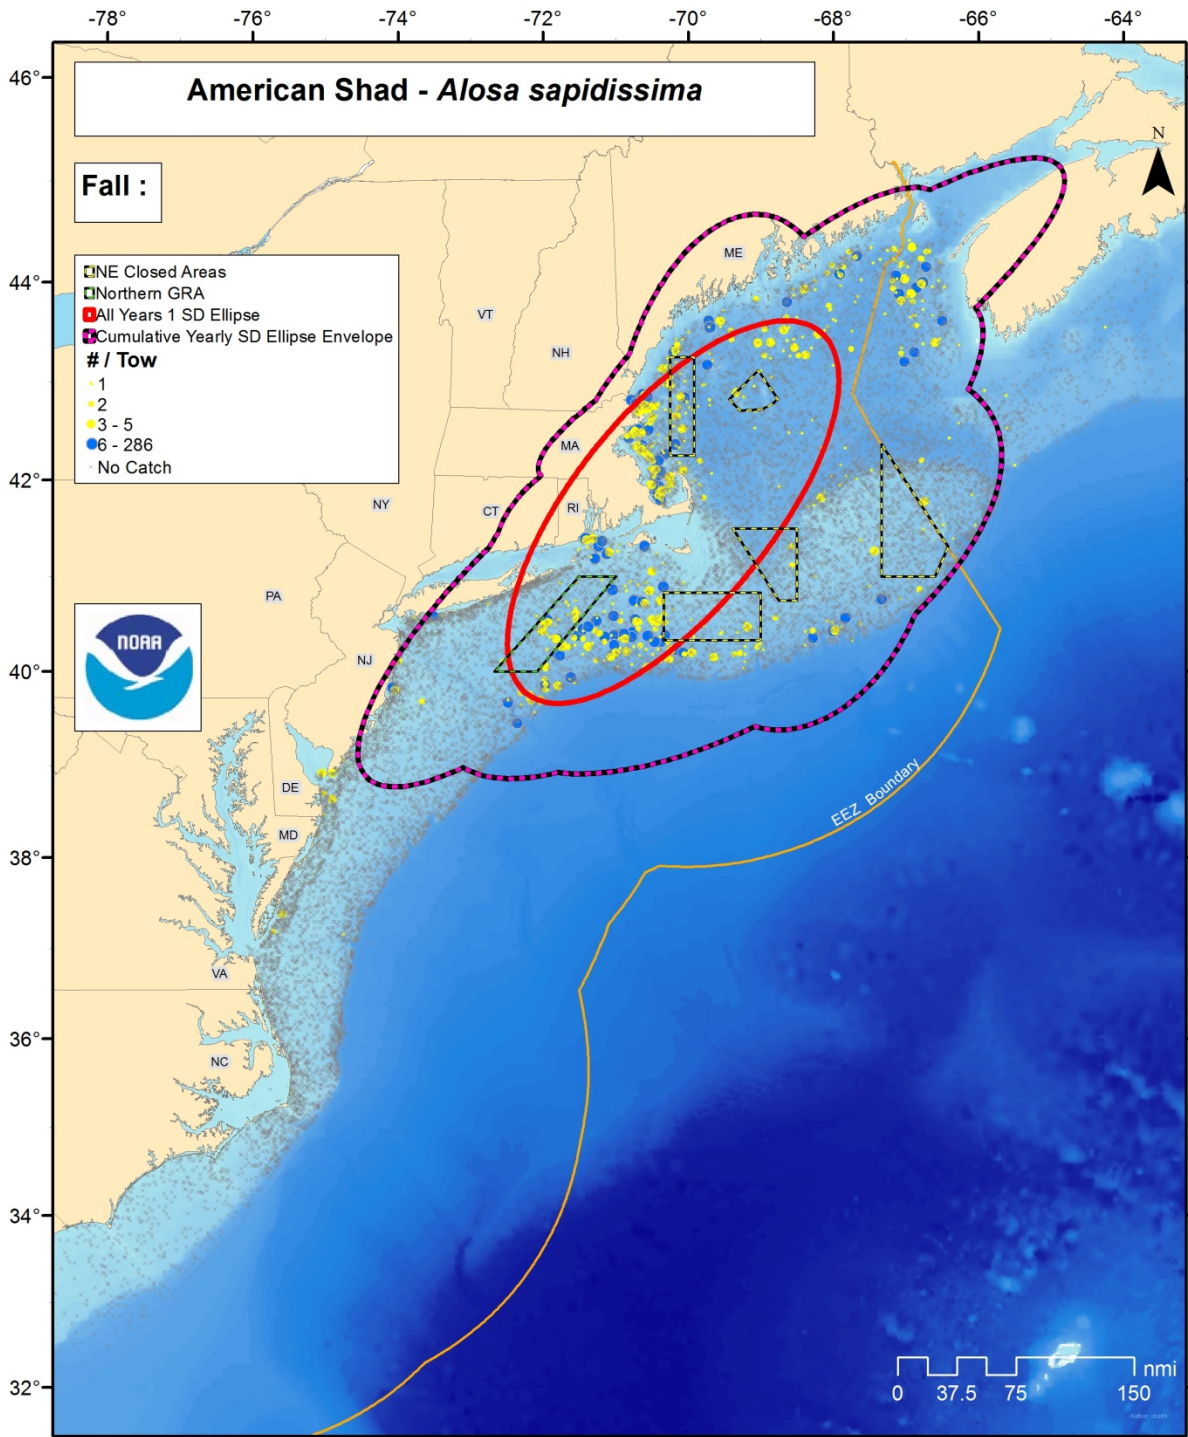 -78° -76° -74° -72° -70° -68° -66° -64°
46°
American Shad - Alosa sapidissima
N
Fall :
44°
ME
NE Closed Areas
Northern GRA
All Years 1 SD Ellipse
Cumulative Yearly SD Ellipse Envelope
# / Tow
1
2
3 - 5
6 - 286
No Catch
VT
NH
MA
42°
NY
CT
RI
PA
NOAA
NJ
40°
DE
EEZ Boundary
MD
38°
VA
36°
NC
34°
32°
nmi
0 37.5 75 150